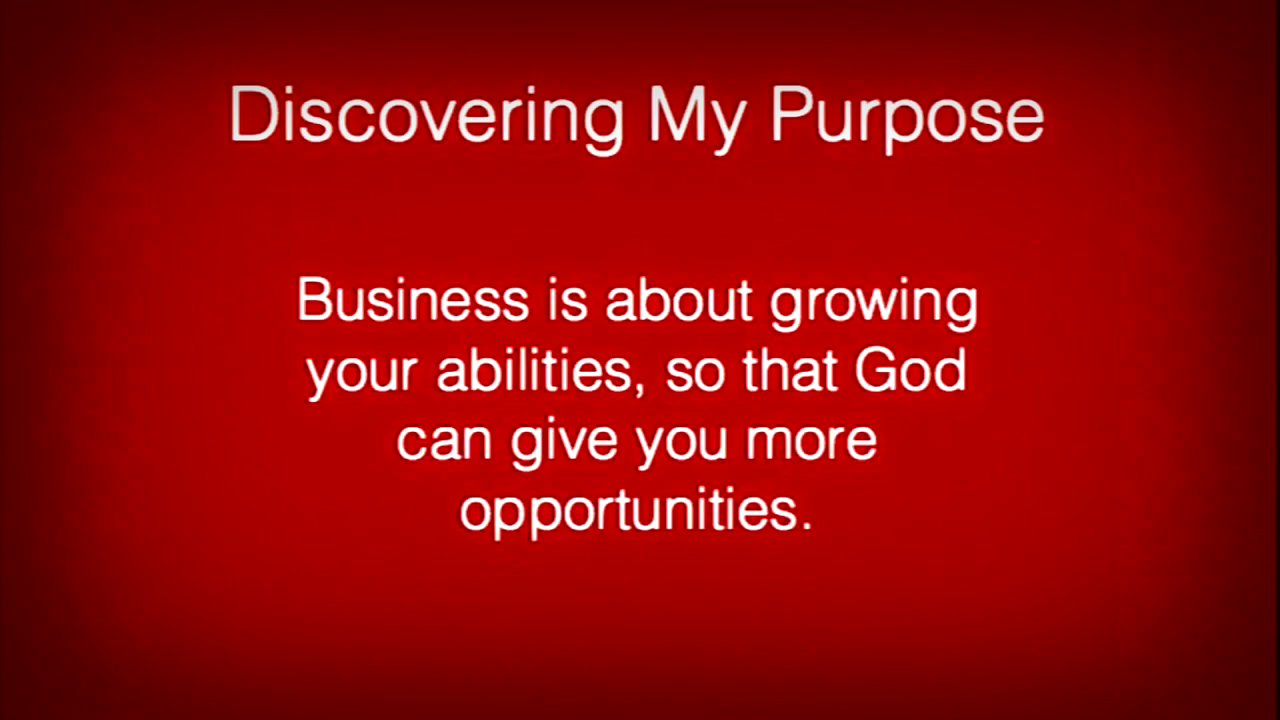 Discovering My Purpose
Business is about growing
your abilities, so that God
can give you more
opportunities.